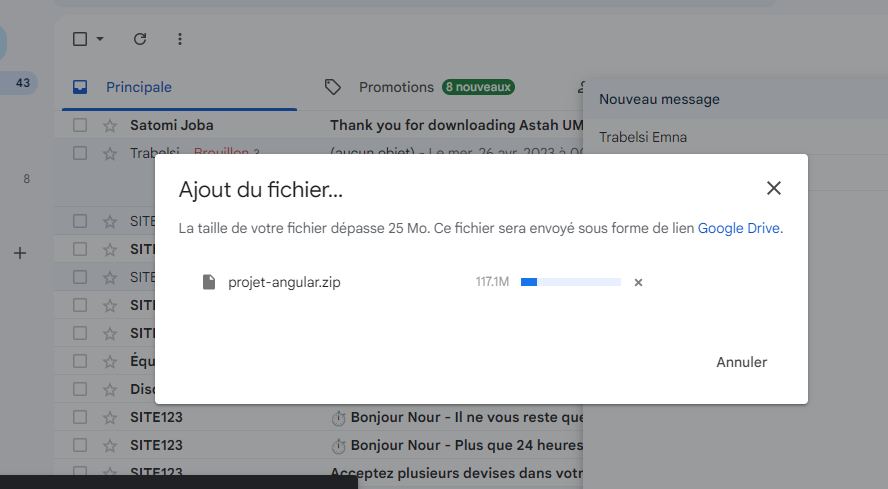 43
Principale
Promotions
8 nouveaux
Nouveau message
Satomi Joba
Thank you for downloading Astah UM
Trabelsi Emna
Trabelsi
Brouillon 3
(aucun objet) - Le mer. 26 avr. 2023 à 0
8
Ajout du fichier...
La taille de votre fichier dépasse 25 Mo. Ce fichier sera envoyé sous forme de lien Google Drive.
projet-angular.zip
117.1M
Annuler
SITE
SITE
SITE
SITE
SITE
Équ
Disc
SITE123
Bonjour Nour - Il ne vous reste que
SITE123
Bonjour Nour - Plus que 24 heures
SITE123
Acceptez plusieurs devises dans votr